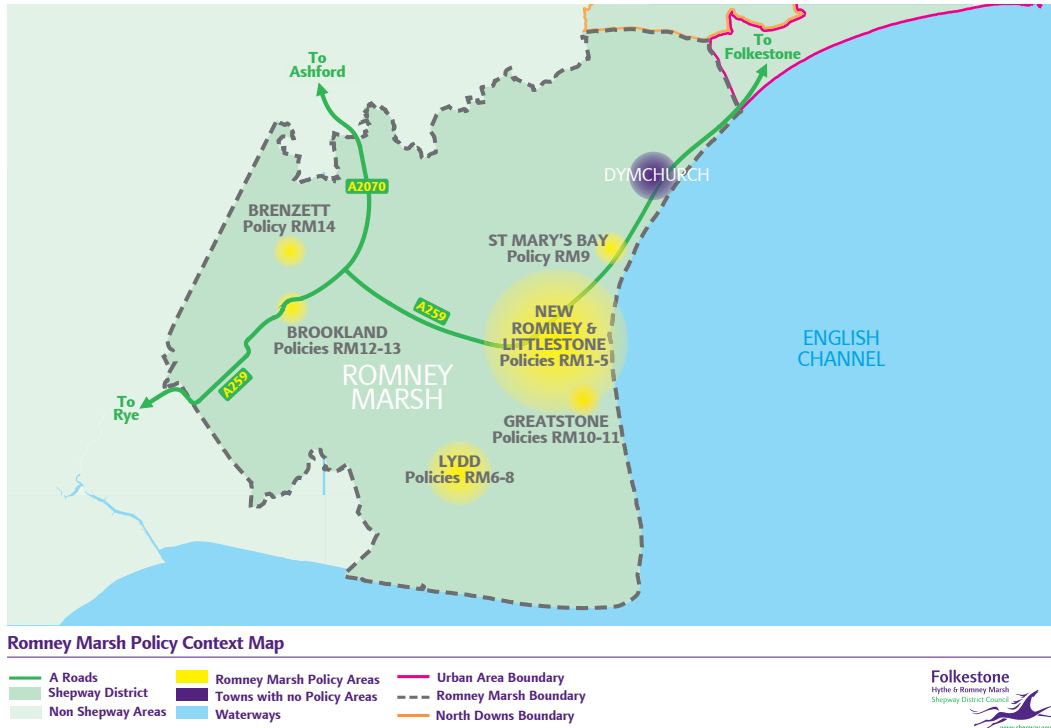 To
Ashford
To
Folkestone
A2070
DYMCHURCH
BRENZETT
Policy RM14
ST MARY'S BAY
Policy RM9
A259
NEW
ROMNEY &
LITTLESTONE
Policies RM1-5
BROOKLAND
Policies RM12-13
ENGLISH
CHANNEL
ROMNEY
MARSH
A259
To
Rye
GREATSTONE
Policies RM10-11
LYDD
Policies RM6-8
Romney Marsh Policy Context Map
A Roads
Shepway District
Non Shepway Areas
Romney Marsh Policy Areas
Towns with no Policy Areas
Waterways
Urban Area Boundary
Romney Marsh Boundary
North Downs Boundary
Folkestone
Hythe & Romney Marsh
Shepway District Council